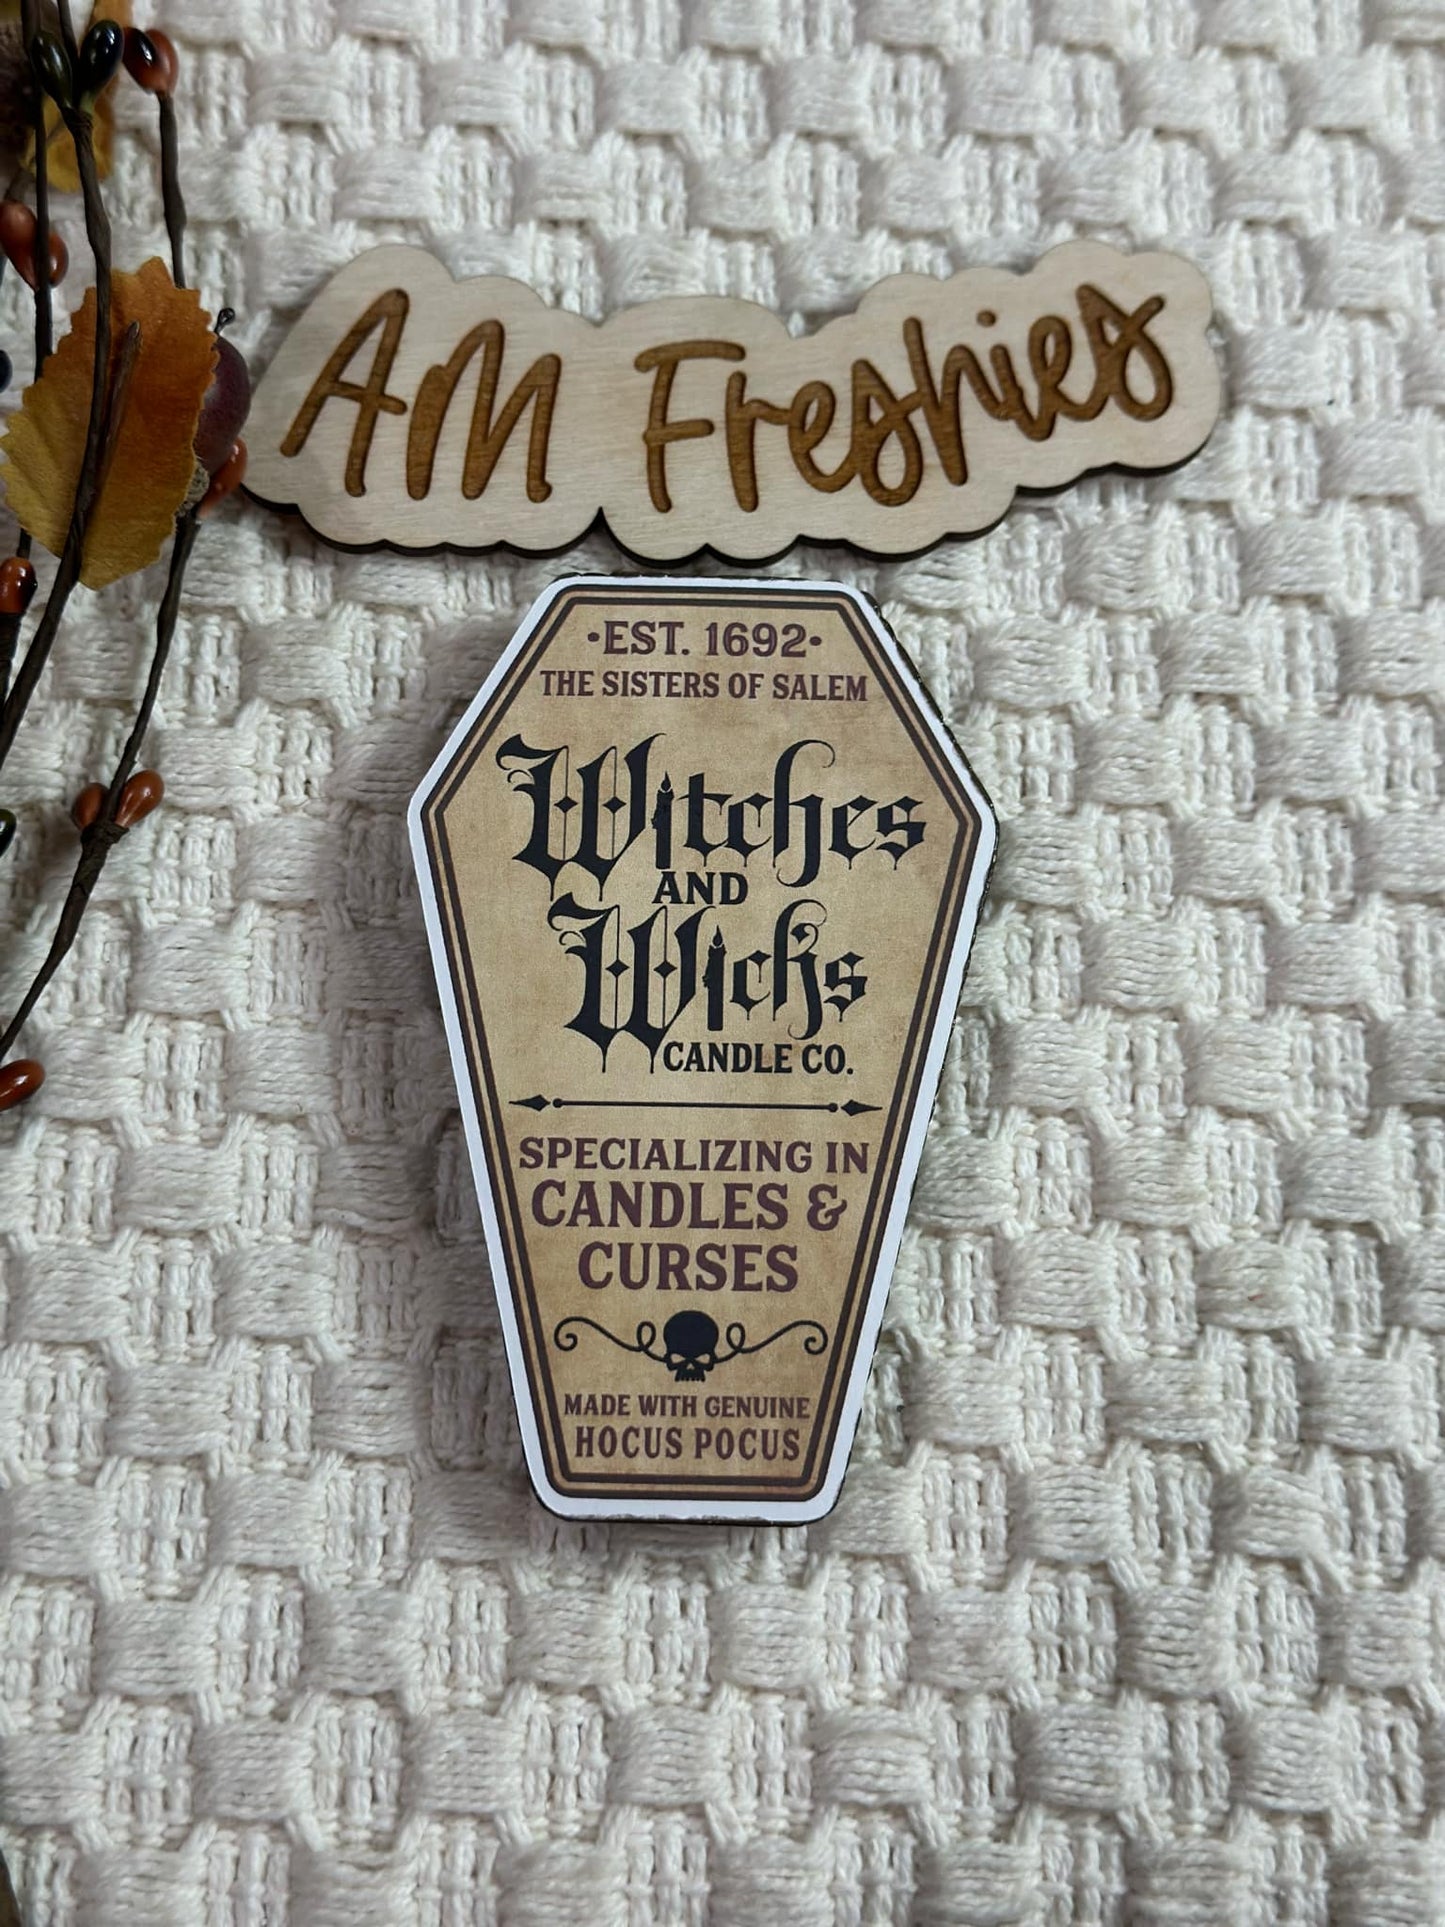 AM Freshies
·EST. 1692·
THE SISTERS OF SALEM
Witches
AND
Wicks
CANDLE CO.
SPECIALIZING IN
CANDLES &
CURSES
MADE WITH GENUINE
HOCUS POCUS